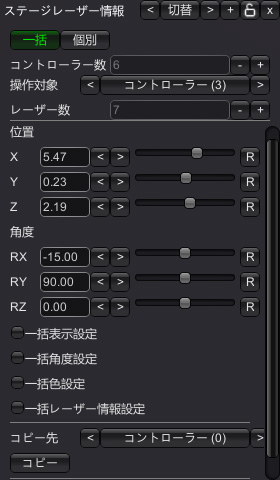 ステージレーザー情報 < 切替 > + x
一括 個別
コントローラー数 6 - +
操作対象 < コントローラー (3) >
レーザー数 7 - +
位置
X 5.47 < > R
Y 0.23 < > R
Z 2.19 < > R
角度
RX -15.00 < > R
RY 90.00 < > R
RZ 0.00 < > R
一括表示設定
一括角度設定
一括色設定
一括レーザー情報設定
コピー先 < コントローラー (0) >
コピー